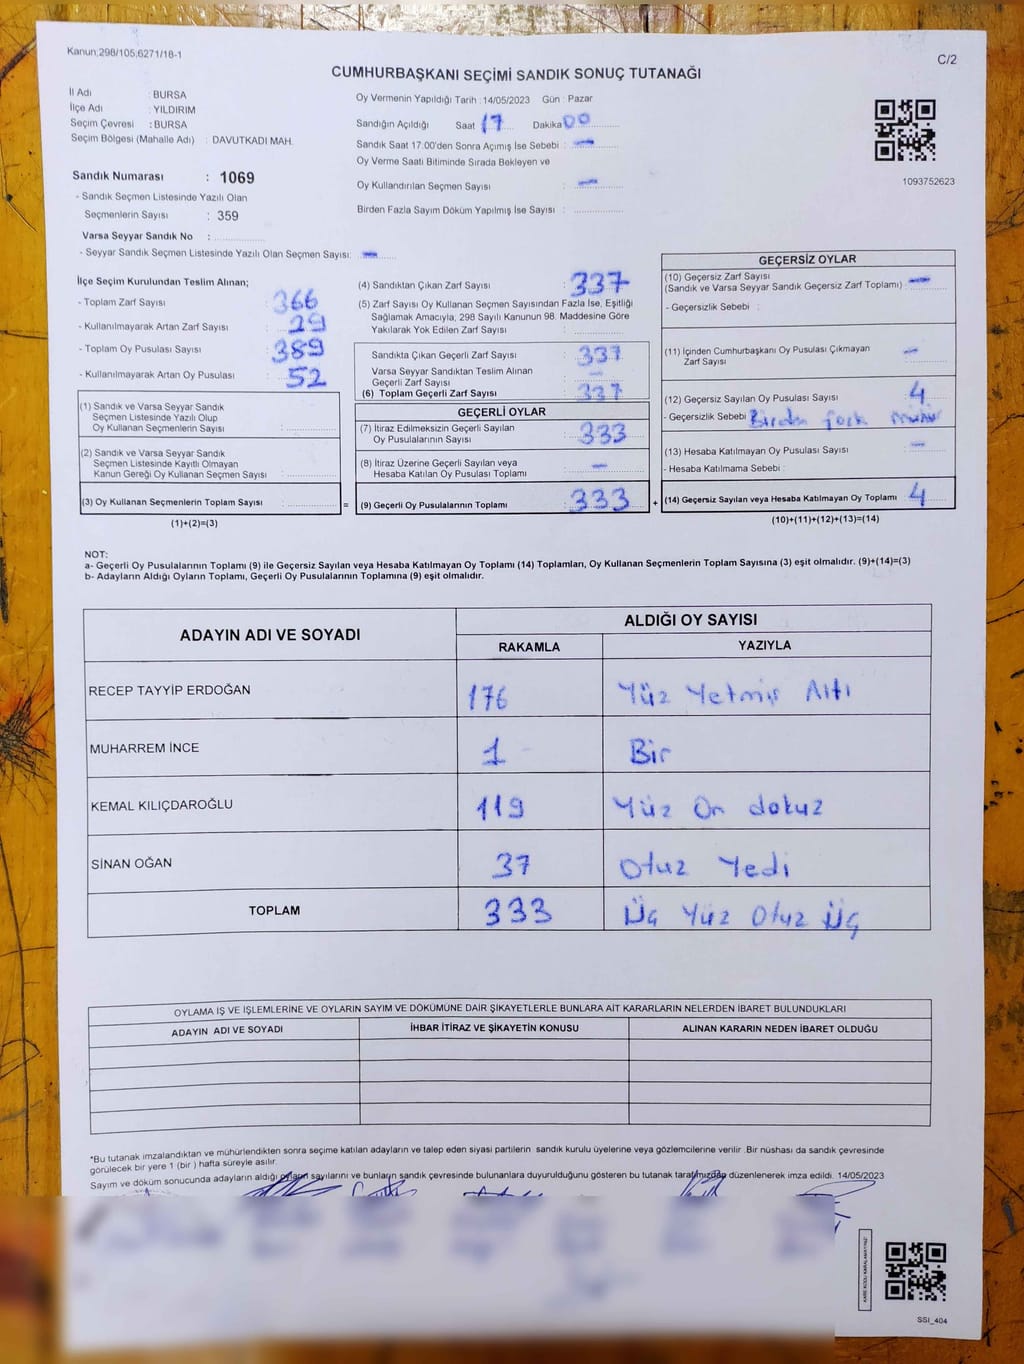 Kanun;298/105;6271/18-1
C/2
CUMHURBAŞKANI SEÇİMİ SANDIK SONUÇ TUTANAĞI
İl Adı : BURSA
İlçe Adı : YILDIRIM
Seçim Çevresi : BURSA
Seçim Bölgesi (Mahalle Adı) : DAVUTKADI MAH.
Sandık Numarası : 1069
- Sandık Seçmen Listesinde Yazılı Olan
Seçmenlerin Sayısı : 359
Varsa Seyyar Sandık No :
- Seyyar Sandık Seçmen Listesinde Yazılı Olan Seçmen Sayısı: —
Oy Vermenin Yapıldığı Tarih : 14/05/2023 Gün : Pazar
Sandığın Açıldığı Saat 17 Dakika 00
Sandık Saat 17.00'den Sonra Açımış İse Sebebi : —
Oy Verme Saati Bitiminde Sırada Bekleyen ve
Oy Kullandırılan Seçmen Sayısı : —
Birden Fazla Sayım Döküm Yapılmış İse Sayısı :
1093752623
İlçe Seçim Kurulundan Teslim Alınan;
- Toplam Zarf Sayısı : 366
- Kullanılmayarak Artan Zarf Sayısı : 29
- Toplam Oy Pusulası Sayısı : 389
- Kullanılmayarak Artan Oy Pusulası : 52
(1) Sandık ve Varsa Seyyar Sandık
Seçmen Listesinde Yazılı Olup
Oy Kullanan Seçmenlerin Sayısı :
(2) Sandık ve Varsa Seyyar Sandık
Seçmen Listesinde Kayıtlı Olmayan
Kanun Gereği Oy Kullanan Seçmen Sayısı :
(3) Oy Kullanan Seçmenlerin Toplam Sayısı : =
(1)+(2)=(3)
(4) Sandıktan Çıkan Zarf Sayısı : 337
(5) Zarf Sayısı Oy Kullanan Seçmen Sayısından Fazla İse, Eşitliği
Sağlamak Amacıyla, 298 Sayılı Kanunun 98. Maddesine Göre
Yakılarak Yok Edilen Zarf Sayısı :
Sandıkta Çıkan Geçerli Zarf Sayısı : 337
Varsa Seyyar Sandıktan Teslim Alınan
Geçerli Zarf Sayısı : —
(6) Toplam Geçerli Zarf Sayısı : 337
GEÇERLİ OYLAR
(7) İtiraz Edilmeksizin Geçerli Sayılan
Oy Pusulalarının Sayısı : 333
(8) İtiraz Üzerine Geçerli Sayılan veya
Hesaba Katılan Oy Pusulası Toplamı : —
(9) Geçerli Oy Pusulalarının Toplamı : 333 +
GEÇERSİZ OYLAR
(10) Geçersiz Zarf Sayısı
(Sandık ve Varsa Seyyar Sandık Geçersiz Zarf Toplamı) : —
- Geçersizlik Sebebi :
(11) İçinden Cumhurbaşkanı Oy Pusulası Çıkmayan
Zarf Sayısı : —
(12) Geçersiz Sayılan Oy Pusulası Sayısı : 4
- Geçersizlik Sebebi : Birden fazla mühür
(13) Hesaba Katılmayan Oy Pusulası Sayısı : —
- Hesaba Katılmama Sebebi :
(14) Geçersiz Sayılan veya Hesaba Katılmayan Oy Toplamı : 4
(10)+(11)+(12)+(13)=(14)
NOT:
a- Geçerli Oy Pusulalarının Toplamı (9) ile Geçersiz Sayılan veya Hesaba Katılmayan Oy Toplamı (14) Toplamları, Oy Kullanan Seçmenlerin Toplam Sayısına (3) eşit olmalıdır. (9)+(14)=(3)
b- Adayların Aldığı Oyların Toplamı, Geçerli Oy Pusulalarının Toplamına (9) eşit olmalıdır.
ADAYIN ADI VE SOYADI
ALDIĞI OY SAYISI
RAKAMLA YAZIYLA
RECEP TAYYİP ERDOĞAN 176 Yüz Yetmiş Altı
MUHARREM İNCE 1 Bir
KEMAL KILIÇDAROĞLU 119 Yüz On dokuz
SİNAN OĞAN 37 Otuz Yedi
TOPLAM 333 Üç Yüz Otuz Üç
OYLAMA İŞ VE İŞLEMLERİNE VE OYLARIN SAYIM VE DÖKÜMÜNE DAİR ŞİKAYETLERLE BUNLARA AİT KARARLARIN NELERDEN İBARET BULUNDUKLARI
ADAYIN ADI VE SOYADI İHBAR İTİRAZ VE ŞİKAYETİN KONUSU ALINAN KARARIN NEDEN İBARET OLDUĞU
*Bu tutanak imzalandıktan ve mühürlendikten sonra seçime katılan adayların ve talep eden siyasi partilerin sandık kurulu üyelerine veya gözlemcilerine verilir .Bir nüshası da sandık çevresinde
görülecek bir yere 1 (bir ) hafta süreyle asılır.
Sayım ve döküm sonucunda adayların aldığı oyların sayılarını ve bunların sandık çevresinde bulunanlara duyurulduğunu gösteren bu tutanak tarafımızdan düzenlenerek imza edildi. 14/05/2023
KARE KODU KARALAMAYINIZ!
SSI_404